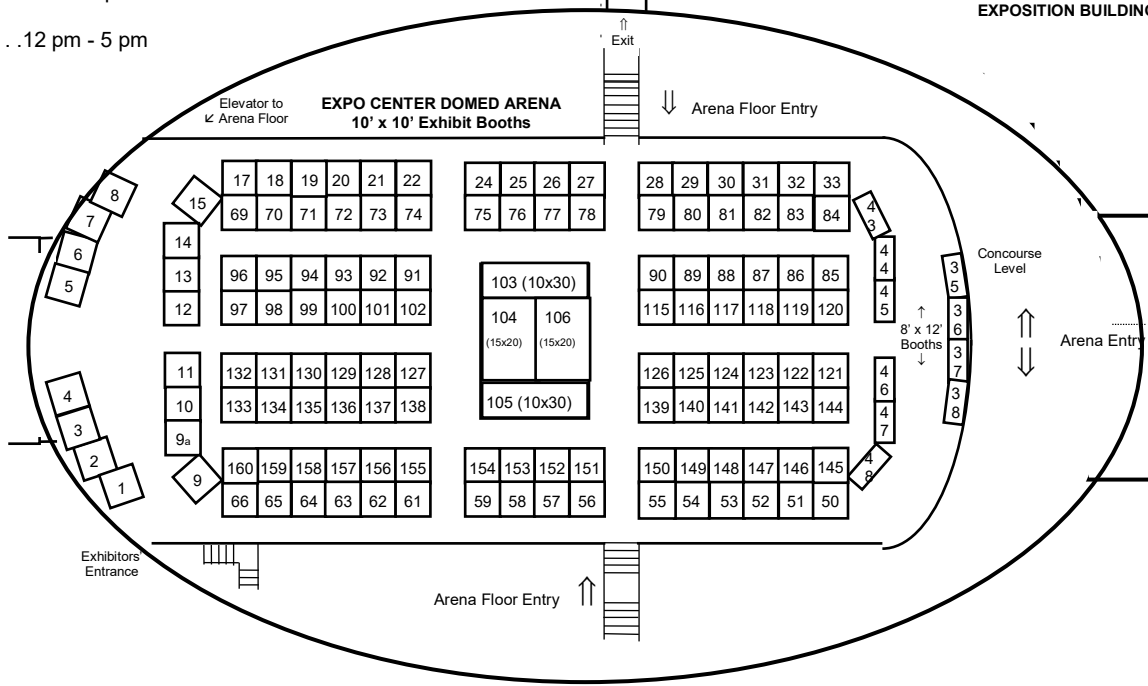 EXPOSITION BUILDING
. .12 pm - 5 pm
⇑
Exit
Elevator to
↙ Arena Floor
EXPO CENTER DOMED ARENA
10' x 10' Exhibit Booths
⇓ Arena Floor Entry
8
7
6
5
4
3
2
1
15
14
13
12
11
10
9a
9
17 18 19 20 21 22
69 70 71 72 73 74
24 25 26 27
75 76 77 78
28 29 30 31 32 33
79 80 81 82 83 84
96 95 94 93 92 91
97 98 99 100 101 102
103 (10x30)
104 106
(15x20) (15x20)
105 (10x30)
90 89 88 87 86 85
115 116 117 118 119 120
132 131 130 129 128 127
133 134 135 136 137 138
126 125 124 123 122 121
139 140 141 142 143 144
160 159 158 157 156 155
66 65 64 63 62 61
154 153 152 151
59 58 57 56
150 149 148 147 146 145
55 54 53 52 51 50
43
44
45
46
47
48
↑
8' x 12'
Booths
↓
35
36
37
38
Concourse
Level
⇑
⇓
Arena Entry
Exhibitors'
Entrance
Arena Floor Entry ⇑